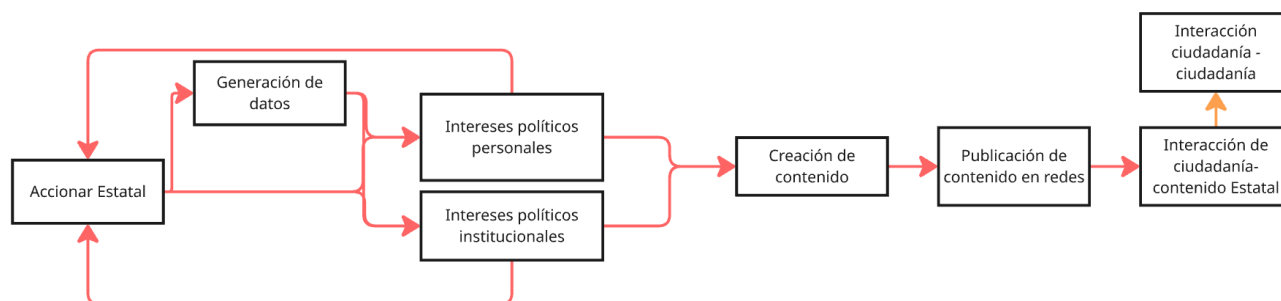 Accionar Estatal
Generación de
datos
Intereses políticos
personales
Intereses políticos
institucionales
Creación de
contenido
Publicación de
contenido en redes
Interacción de
ciudadanía-
contenido Estatal
Interacción
ciudadanía -
ciudadanía